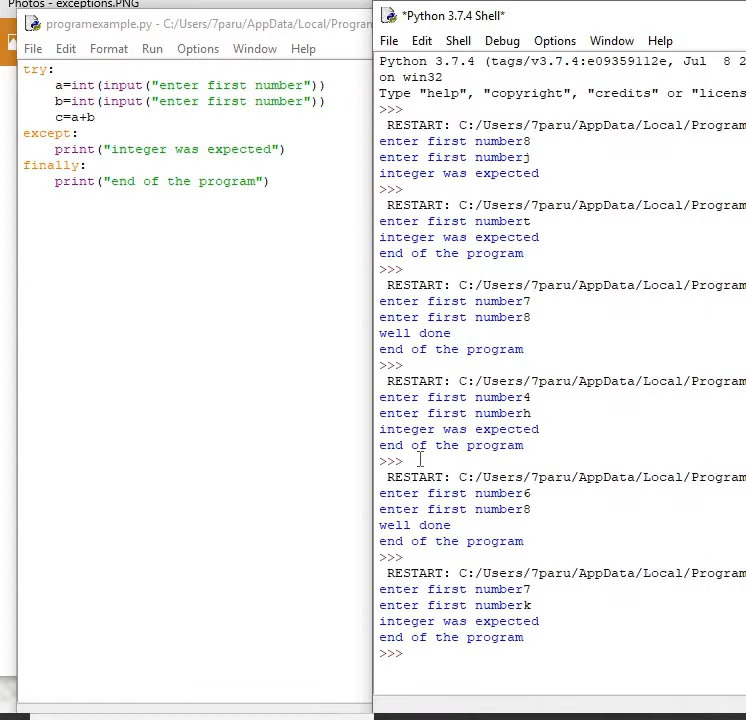 Photos - exceptions.PNG
programexample.py - C:/Users/7paru/AppData/Local/Program
File Edit Format Run Options Window Help
try:
a=int(input("enter first number"))
b=int(input("enter first number"))
c=a+b
except:
print("integer was expected")
finally:
print("end of the program")
*Python 3.7.4 Shell*
File Edit Shell Debug Options Window Help
Python 3.7.4 (tags/v3.7.4:e09359112e, Jul 8 2
on win32
Type "help", "copyright", "credits" or "licens
>>>
RESTART: C:/Users/7paru/AppData/Local/Program
enter first number8
enter first numberj
integer was expected
>>>
RESTART: C:/Users/7paru/AppData/Local/Program
enter first numbert
integer was expected
end of the program
>>>
RESTART: C:/Users/7paru/AppData/Local/Program
enter first number7
enter first number8
well done
end of the program
>>>
RESTART: C:/Users/7paru/AppData/Local/Program
enter first number4
enter first numberh
integer was expected
end of the program
>>>
RESTART: C:/Users/7paru/AppData/Local/Program
enter first number6
enter first number8
well done
end of the program
>>>
RESTART: C:/Users/7paru/AppData/Local/Program
enter first number7
enter first numberk
integer was expected
end of the program
>>>